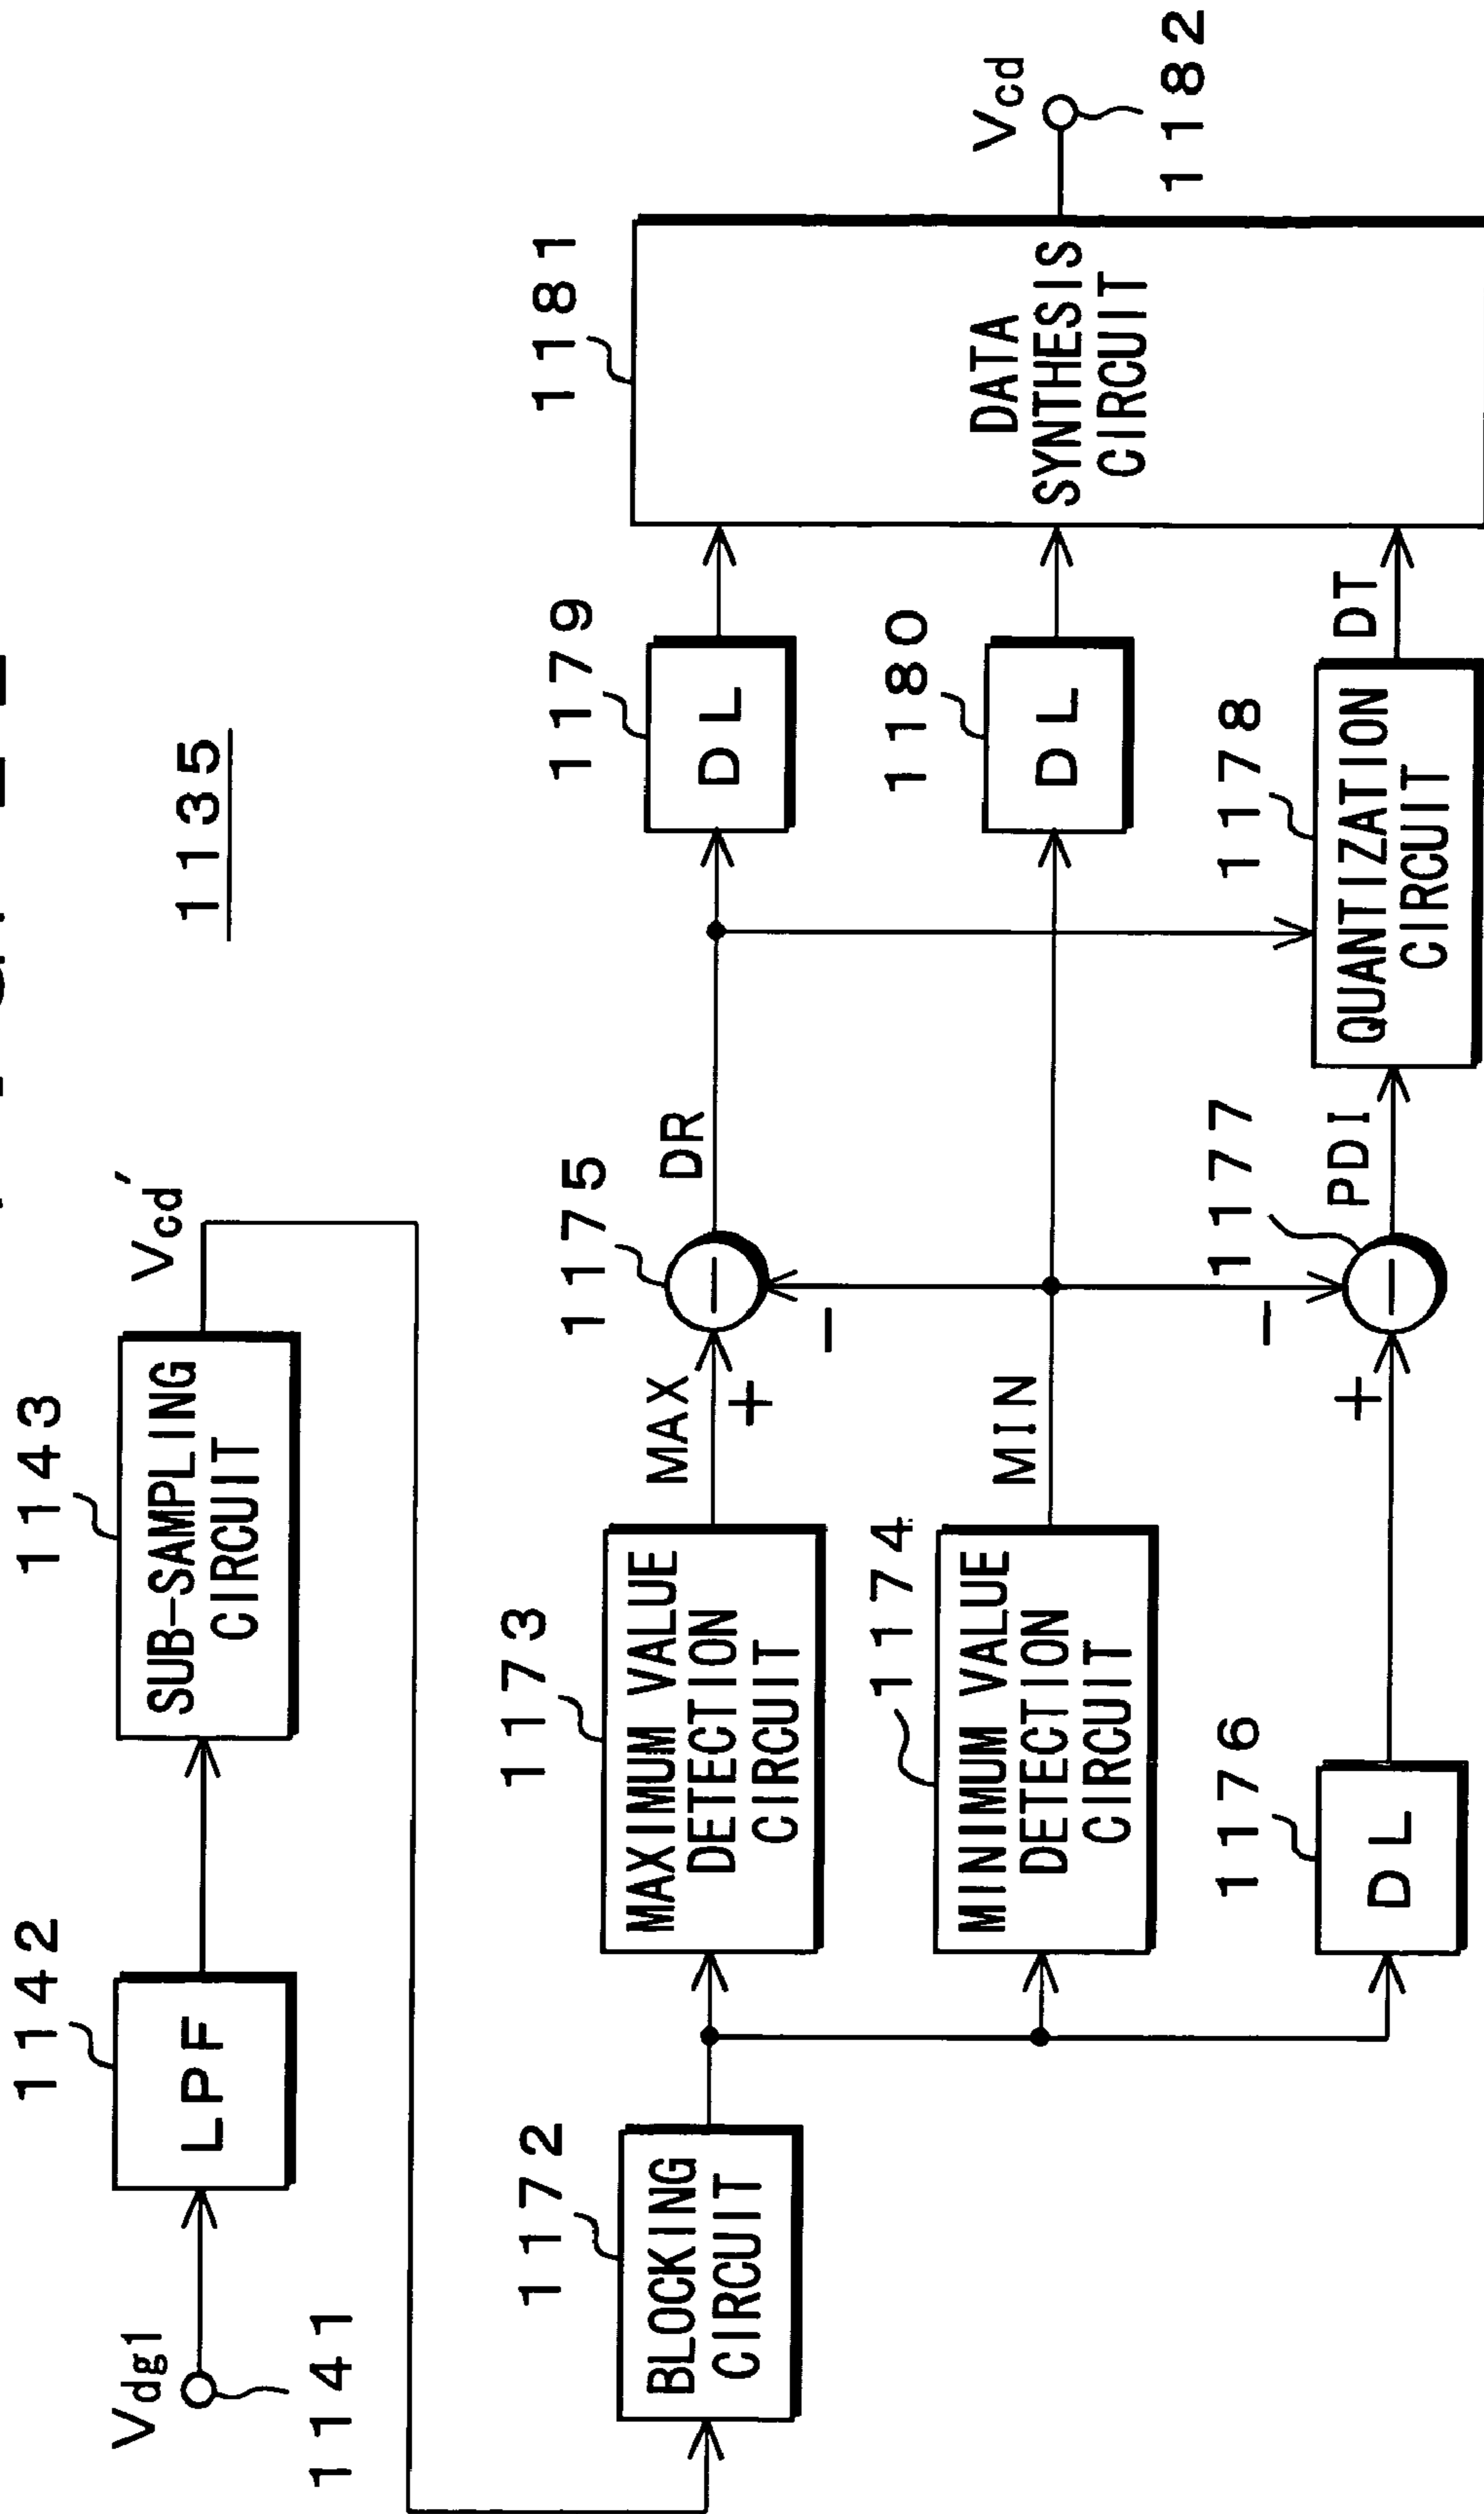 1135
Vdg1
1141
LPF
1142
SUB-SAMPLING
CIRCUIT
1143
Vcd′
BLOCKING
CIRCUIT
1172
MAXIMUM VALUE
DETECTION
CIRCUIT
1173
MAX
+
−
1175
DR
DL
1179
MINIMUM VALUE
DETECTION
CIRCUIT
1174
MIN
DL
1180
DL
1176
+
−
1177
PDI
QUANTIZATION
CIRCUIT
1178
DT
DATA
SYNTHESIS
CIRCUIT
1181
Vcd
1182